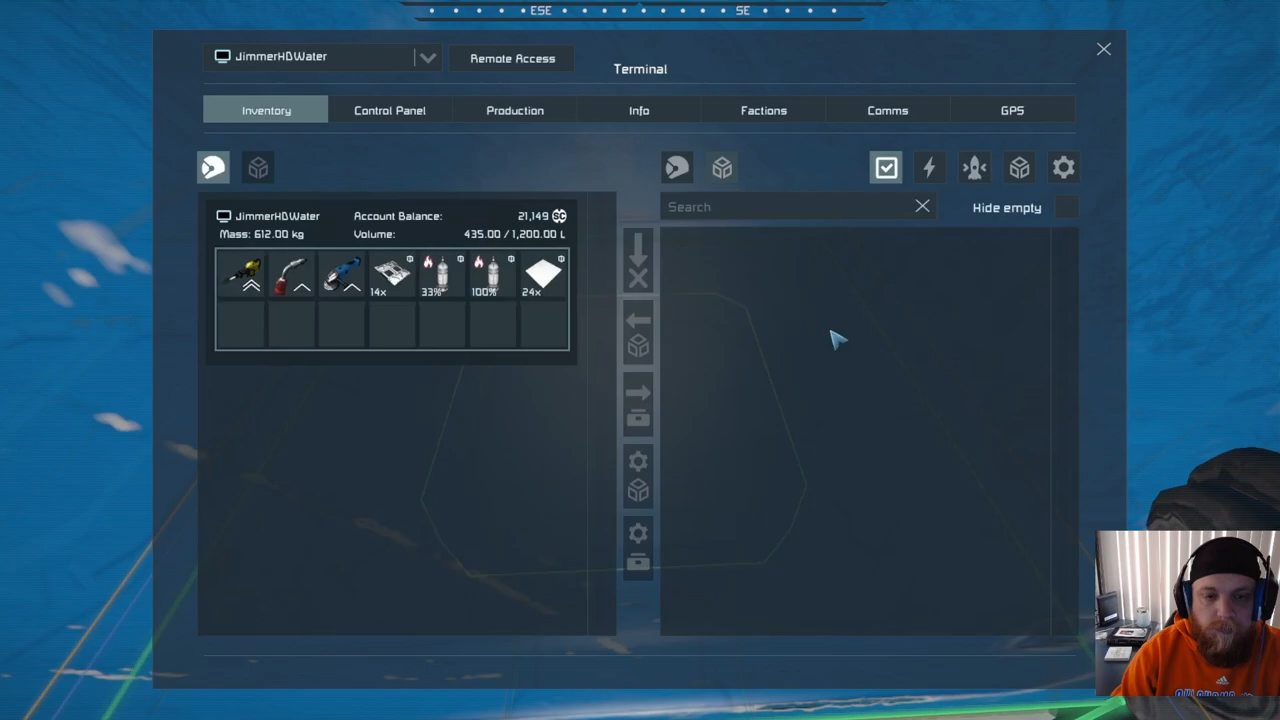 ESE SE
JimmerHDWater
Remote Access
Terminal
Inventory Control Panel Production Info Factions Comms GPS
JimmerHDWater Account Balance: 21,149 SC
Mass: 612.00 kg Volume: 435.00 / 1,200.00 L
14x 33% 100% 24x
Search
Hide empty